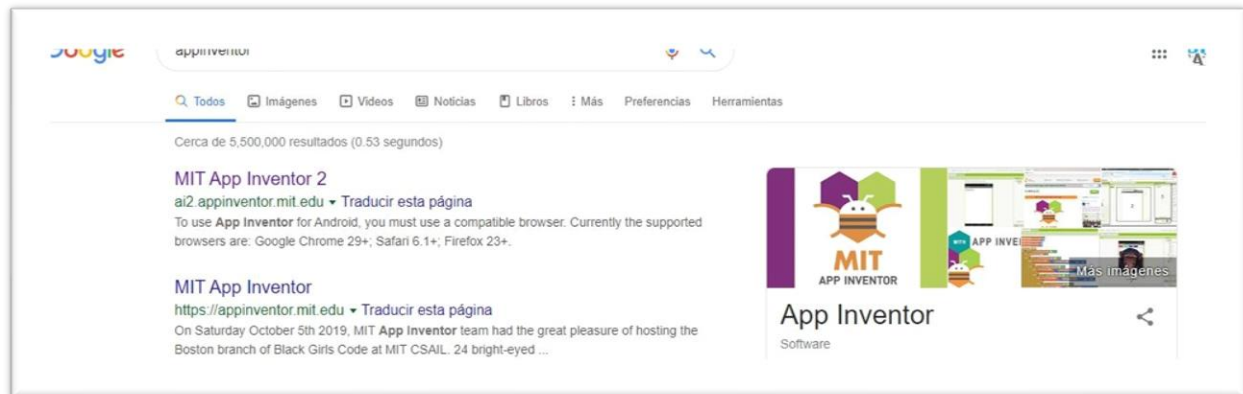 Google
appinventor
Todos Imágenes Videos Noticias Libros Más Preferencias Herramientas
Cerca de 5,500,000 resultados (0.53 segundos)
MIT App Inventor 2
ai2.appinventor.mit.edu Traducir esta página
To use App Inventor for Android, you must use a compatible browser. Currently the supported
browsers are: Google Chrome 29+; Safari 6.1+; Firefox 23+.
MIT App Inventor
https://appinventor.mit.edu Traducir esta página
On Saturday October 5th 2019, MIT App Inventor team had the great pleasure of hosting the
Boston branch of Black Girls Code at MIT CSAIL. 24 bright-eyed ...
MIT
APP INVENTOR
APP INVE
Más imágenes
App Inventor
Software